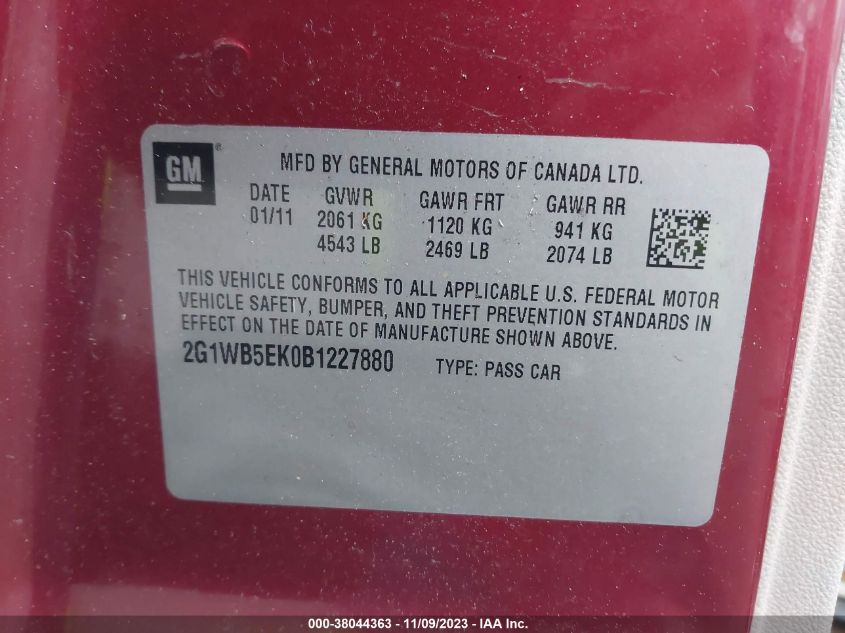 GM ®
MFD BY GENERAL MOTORS OF CANADA LTD.
DATE GVWR GAWR FRT GAWR RR
01/11 2061 KG 1120 KG 941 KG
4543 LB 2469 LB 2074 LB
THIS VEHICLE CONFORMS TO ALL APPLICABLE U.S. FEDERAL MOTOR
VEHICLE SAFETY, BUMPER, AND THEFT PREVENTION STANDARDS IN
EFFECT ON THE DATE OF MANUFACTURE SHOWN ABOVE.
2G1WB5EK0B1227880 TYPE: PASS CAR
000-38044363 - 11/09/2023 - IAA Inc.